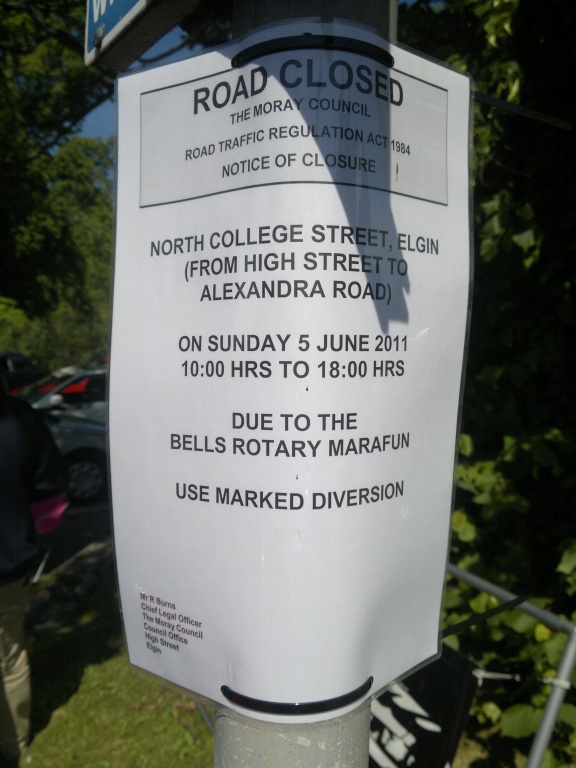 ROAD CLOSED
THE MORAY COUNCIL
ROAD TRAFFIC REGULATION ACT 1984
NOTICE OF CLOSURE
NORTH COLLEGE STREET, ELGIN
(FROM HIGH STREET TO
ALEXANDRA ROAD)
ON SUNDAY 5 JUNE 2011
10:00 HRS TO 18:00 HRS
DUE TO THE
BELLS ROTARY MARAFUN
USE MARKED DIVERSION
Mr R Burns
Chief Legal Officer
The Moray Council
Council Office
High Street
Elgin